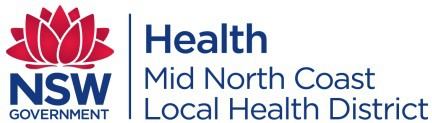 NSW
GOVERNMENT
Health
Mid North Coast
Local Health District